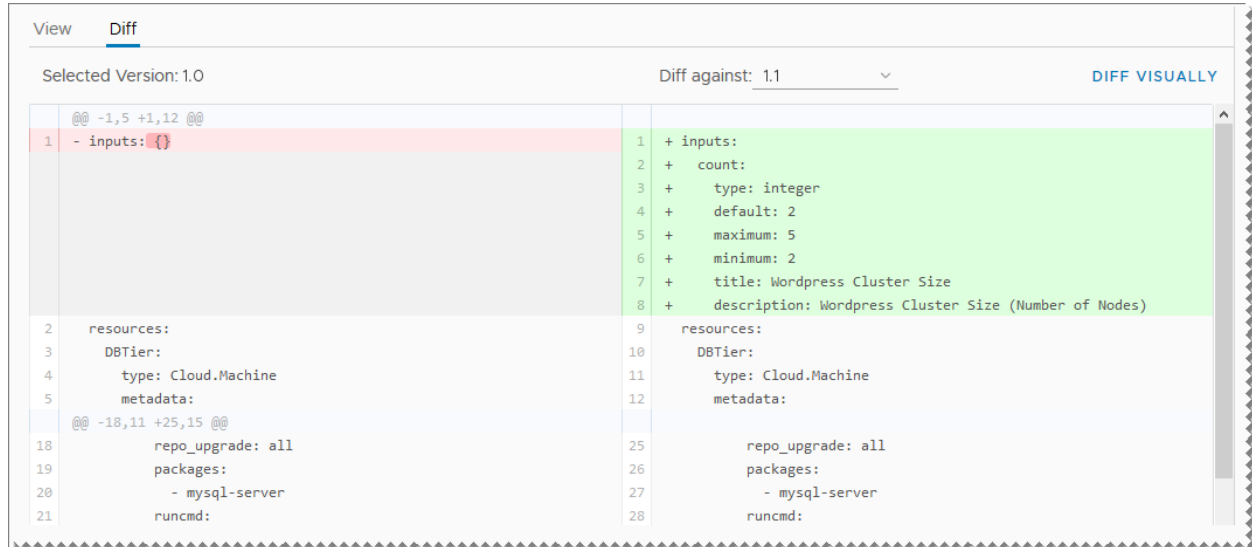 View Diff
Selected Version: 1.0 Diff against: 1.1 DIFF VISUALLY
@@ -1,5 +1,12 @@
1 - inputs: {} 1 + inputs:
2 + count:
3 + type: integer
4 + default: 2
5 + maximum: 5
6 + minimum: 2
7 + title: Wordpress Cluster Size
8 + description: Wordpress Cluster Size (Number of Nodes)
2 resources: 9 resources:
3 DBTier: 10 DBTier:
4 type: Cloud.Machine 11 type: Cloud.Machine
5 metadata: 12 metadata:
@@ -18,11 +25,15 @@
18 repo_upgrade: all 25 repo_upgrade: all
19 packages: 26 packages:
20 - mysql-server 27 - mysql-server
21 runcmd: 28 runcmd: